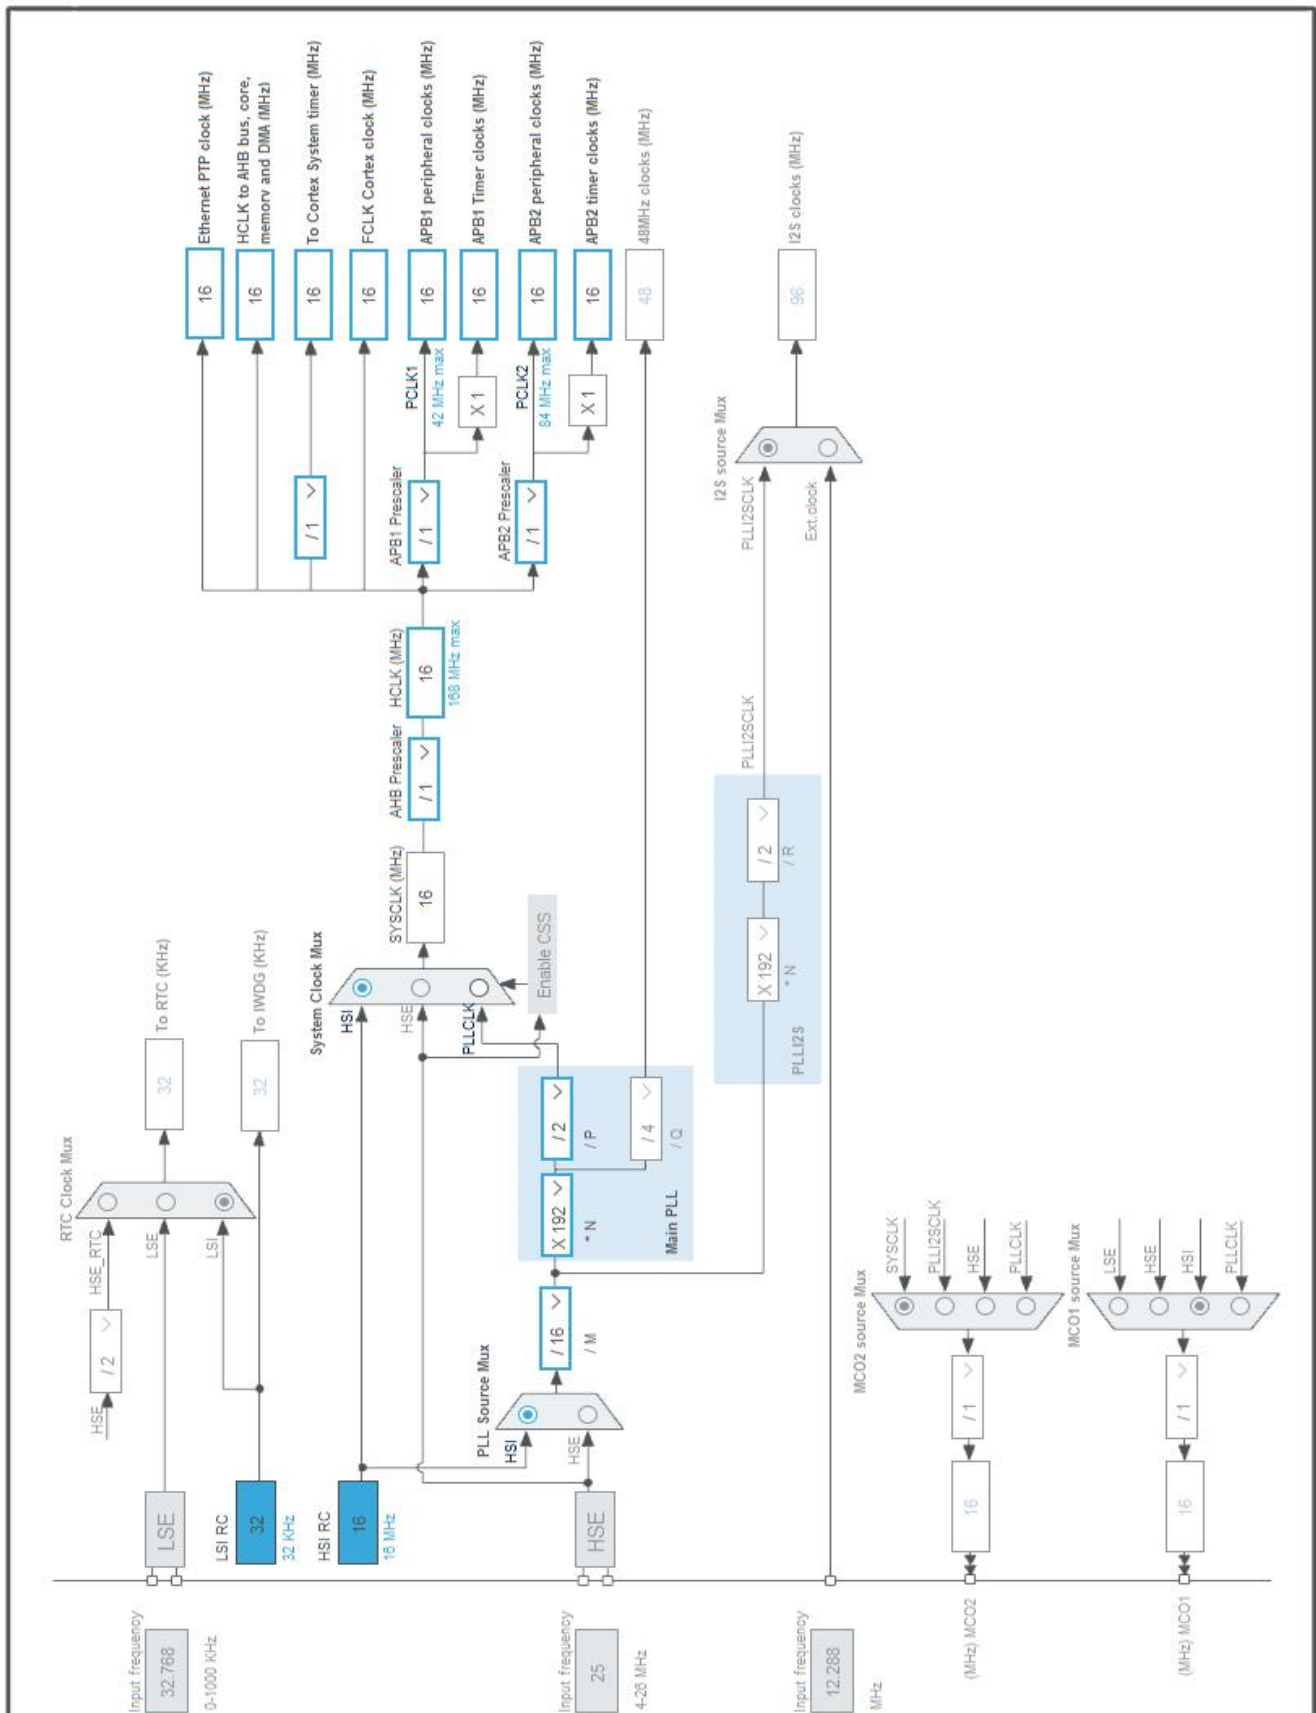 Input frequency
32.768
0-1000 KHz
LSE
LSI RC
32
32 KHz
HSE
/ 2
HSE_RTC
LSE
LSI
RTC Clock Mux
32
To RTC (KHz)
32
To IWDG (KHz)
HSI RC
16
16 MHz
Input frequency
25
4-26 MHz
HSE
PLL Source Mux
HSI
HSE
/ 16
/ M
X 192
* N
/ 2
/ P
/ 4
/ Q
Main PLL
System Clock Mux
HSI
HSE
PLLCLK
Enable CSS
SYSCLK (MHz)
16
AHB Prescaler
/ 1
HCLK (MHz)
16
168 MHz max
16
Ethernet PTP clock (MHz)
16
HCLK to AHB bus, core,
memory and DMA (MHz)
/ 1
16
To Cortex System timer (MHz)
16
FCLK Cortex clock (MHz)
APB1 Prescaler
/ 1
PCLK1
42 MHz max
16
APB1 peripheral clocks (MHz)
X 1
16
APB1 Timer clocks (MHz)
APB2 Prescaler
/ 1
PCLK2
84 MHz max
16
APB2 peripheral clocks (MHz)
X 1
16
APB2 timer clocks (MHz)
48
48MHz clocks (MHz)
PLLI2S
X 192
* N
/ 2
/ R
PLLI2SCLK
PLLI2SCLK
I2S source Mux
Ext.clock
96
I2S clocks (MHz)
Input frequency
12.288
MHz
(MHz) MCO2
16
/ 1
MCO2 source Mux
SYSCLK
PLLI2SCLK
HSE
PLLCLK
(MHz) MCO1
16
/ 1
MCO1 source Mux
LSE
HSE
HSI
PLLCLK